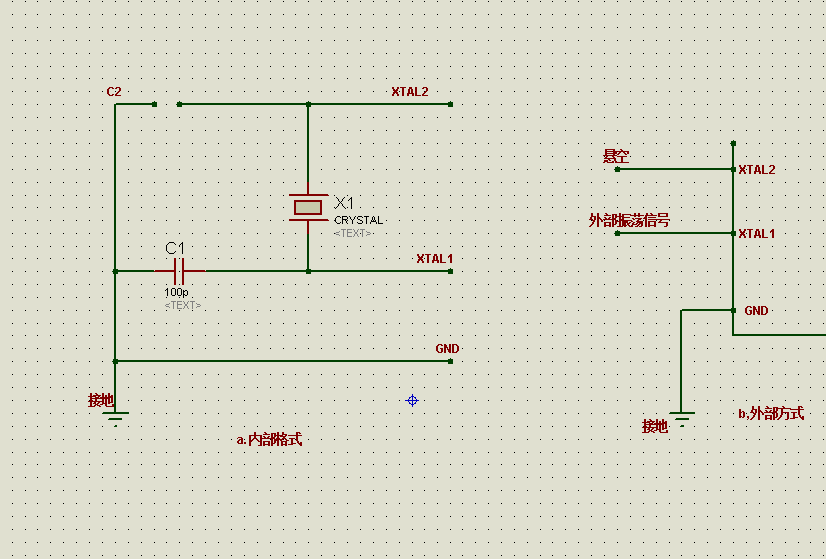 C2
XTAL2
X1
CRYSTAL
<TEXT>
C1
100p
<TEXT>
XTAL1
GND
接地
a.内部格式
悬空
XTAL2
外部振荡信号
XTAL1
GND
接地
b,外部方式